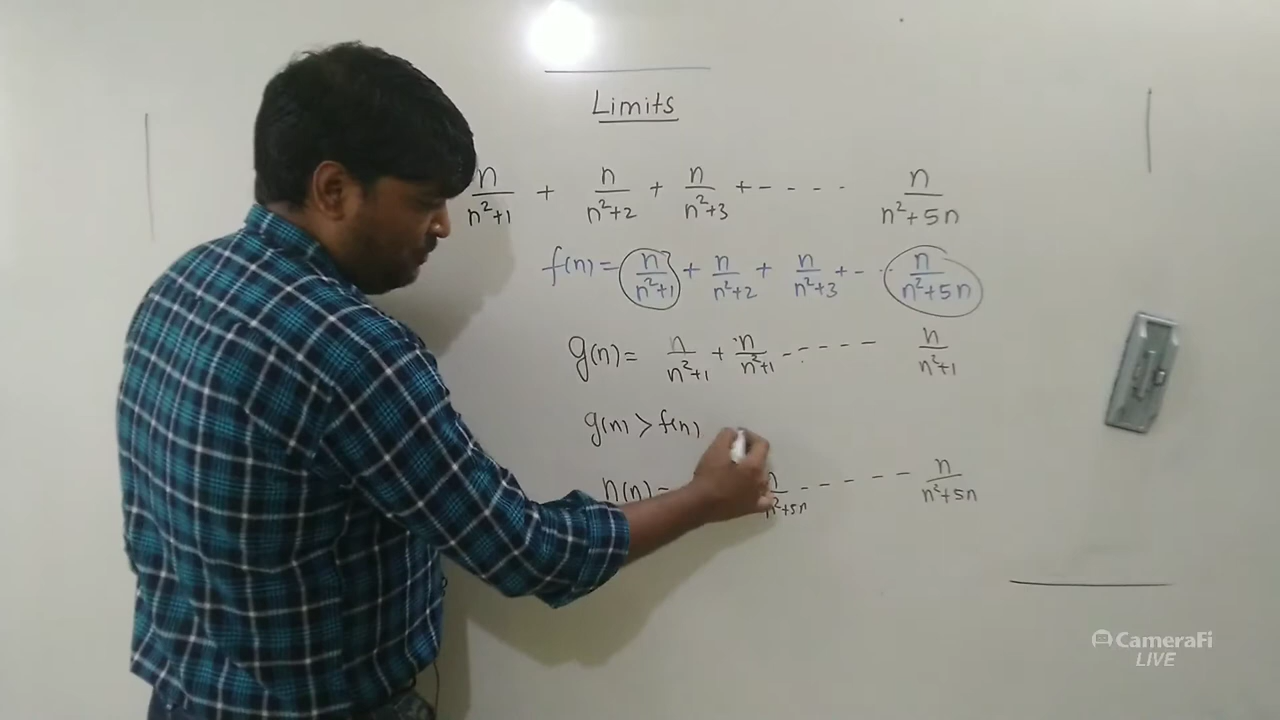 Limits
n/n²+1 + n/n²+2 + n/n²+3 + - - - - n/n²+5n
f(n) = n/n²+1 + n/n²+2 + n/n²+3 + - - n/n²+5n
g(n) = n/n²+1 + n/n²+1 - - - - - - n/n²+1
g(n) > f(n)
h(n) = n/n²+5n - - - - - n/n²+5n
CameraFi
LIVE